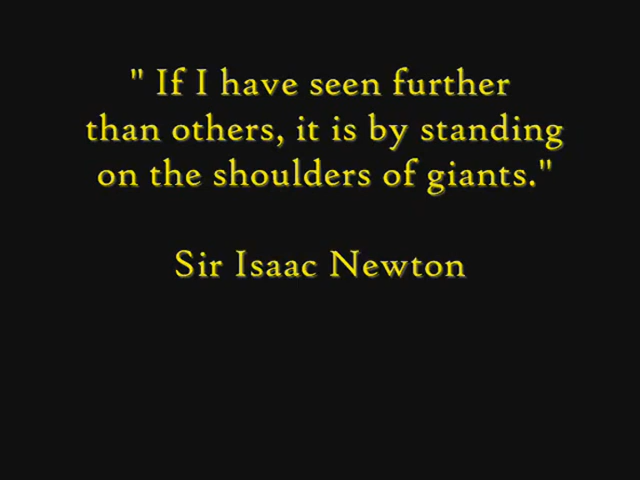 " If I have seen further
than others, it is by standing
on the shoulders of giants."
Sir Isaac Newton